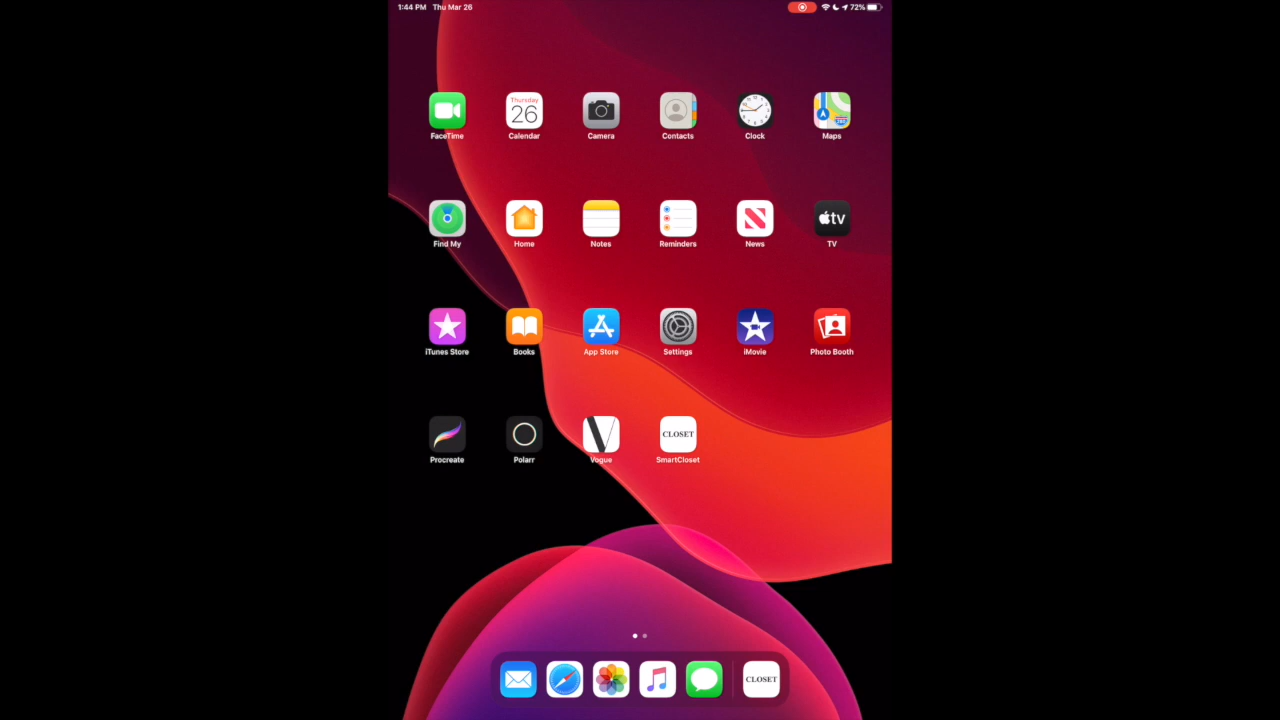 1:44 PM Thu Mar 26
72%
Thursday
26
tv
FaceTime Calendar Camera Contacts Clock Maps
Find My Home Notes Reminders News TV
iTunes Store Books App Store Settings iMovie Photo Booth
CLOSET
Procreate Polarr Vogue SmartCloset
CLOSET